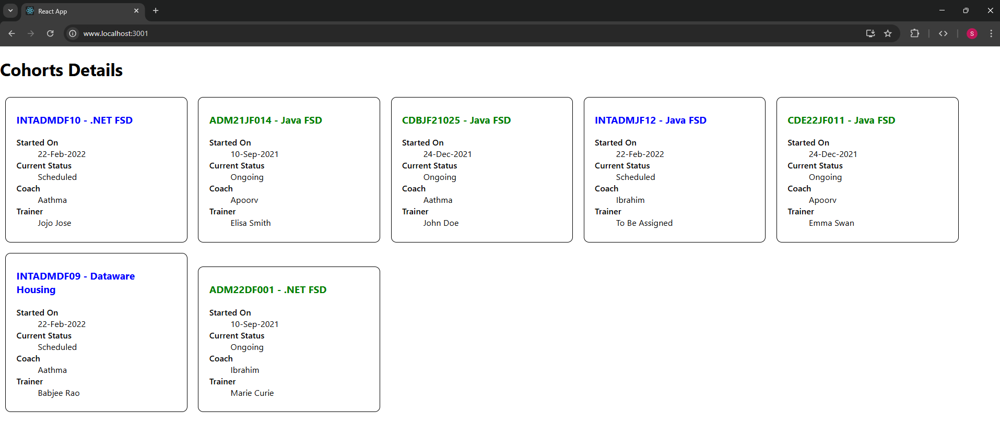 React App
www.localhost:3001
S
Cohorts Details
INTADMDF10 - .NET FSD
Started On
22-Feb-2022
Current Status
Scheduled
Coach
Aathma
Trainer
Jojo Jose
ADM21JF014 - Java FSD
Started On
10-Sep-2021
Current Status
Ongoing
Coach
Apoorv
Trainer
Elisa Smith
CDBJF21025 - Java FSD
Started On
24-Dec-2021
Current Status
Ongoing
Coach
Aathma
Trainer
John Doe
INTADMJF12 - Java FSD
Started On
22-Feb-2022
Current Status
Scheduled
Coach
Ibrahim
Trainer
To Be Assigned
CDE22JF011 - Java FSD
Started On
24-Dec-2021
Current Status
Ongoing
Coach
Apoorv
Trainer
Emma Swan
INTADMDF09 - Dataware
Housing
Started On
22-Feb-2022
Current Status
Scheduled
Coach
Aathma
Trainer
Babjee Rao
ADM22DF001 - .NET FSD
Started On
10-Sep-2021
Current Status
Ongoing
Coach
Ibrahim
Trainer
Marie Curie